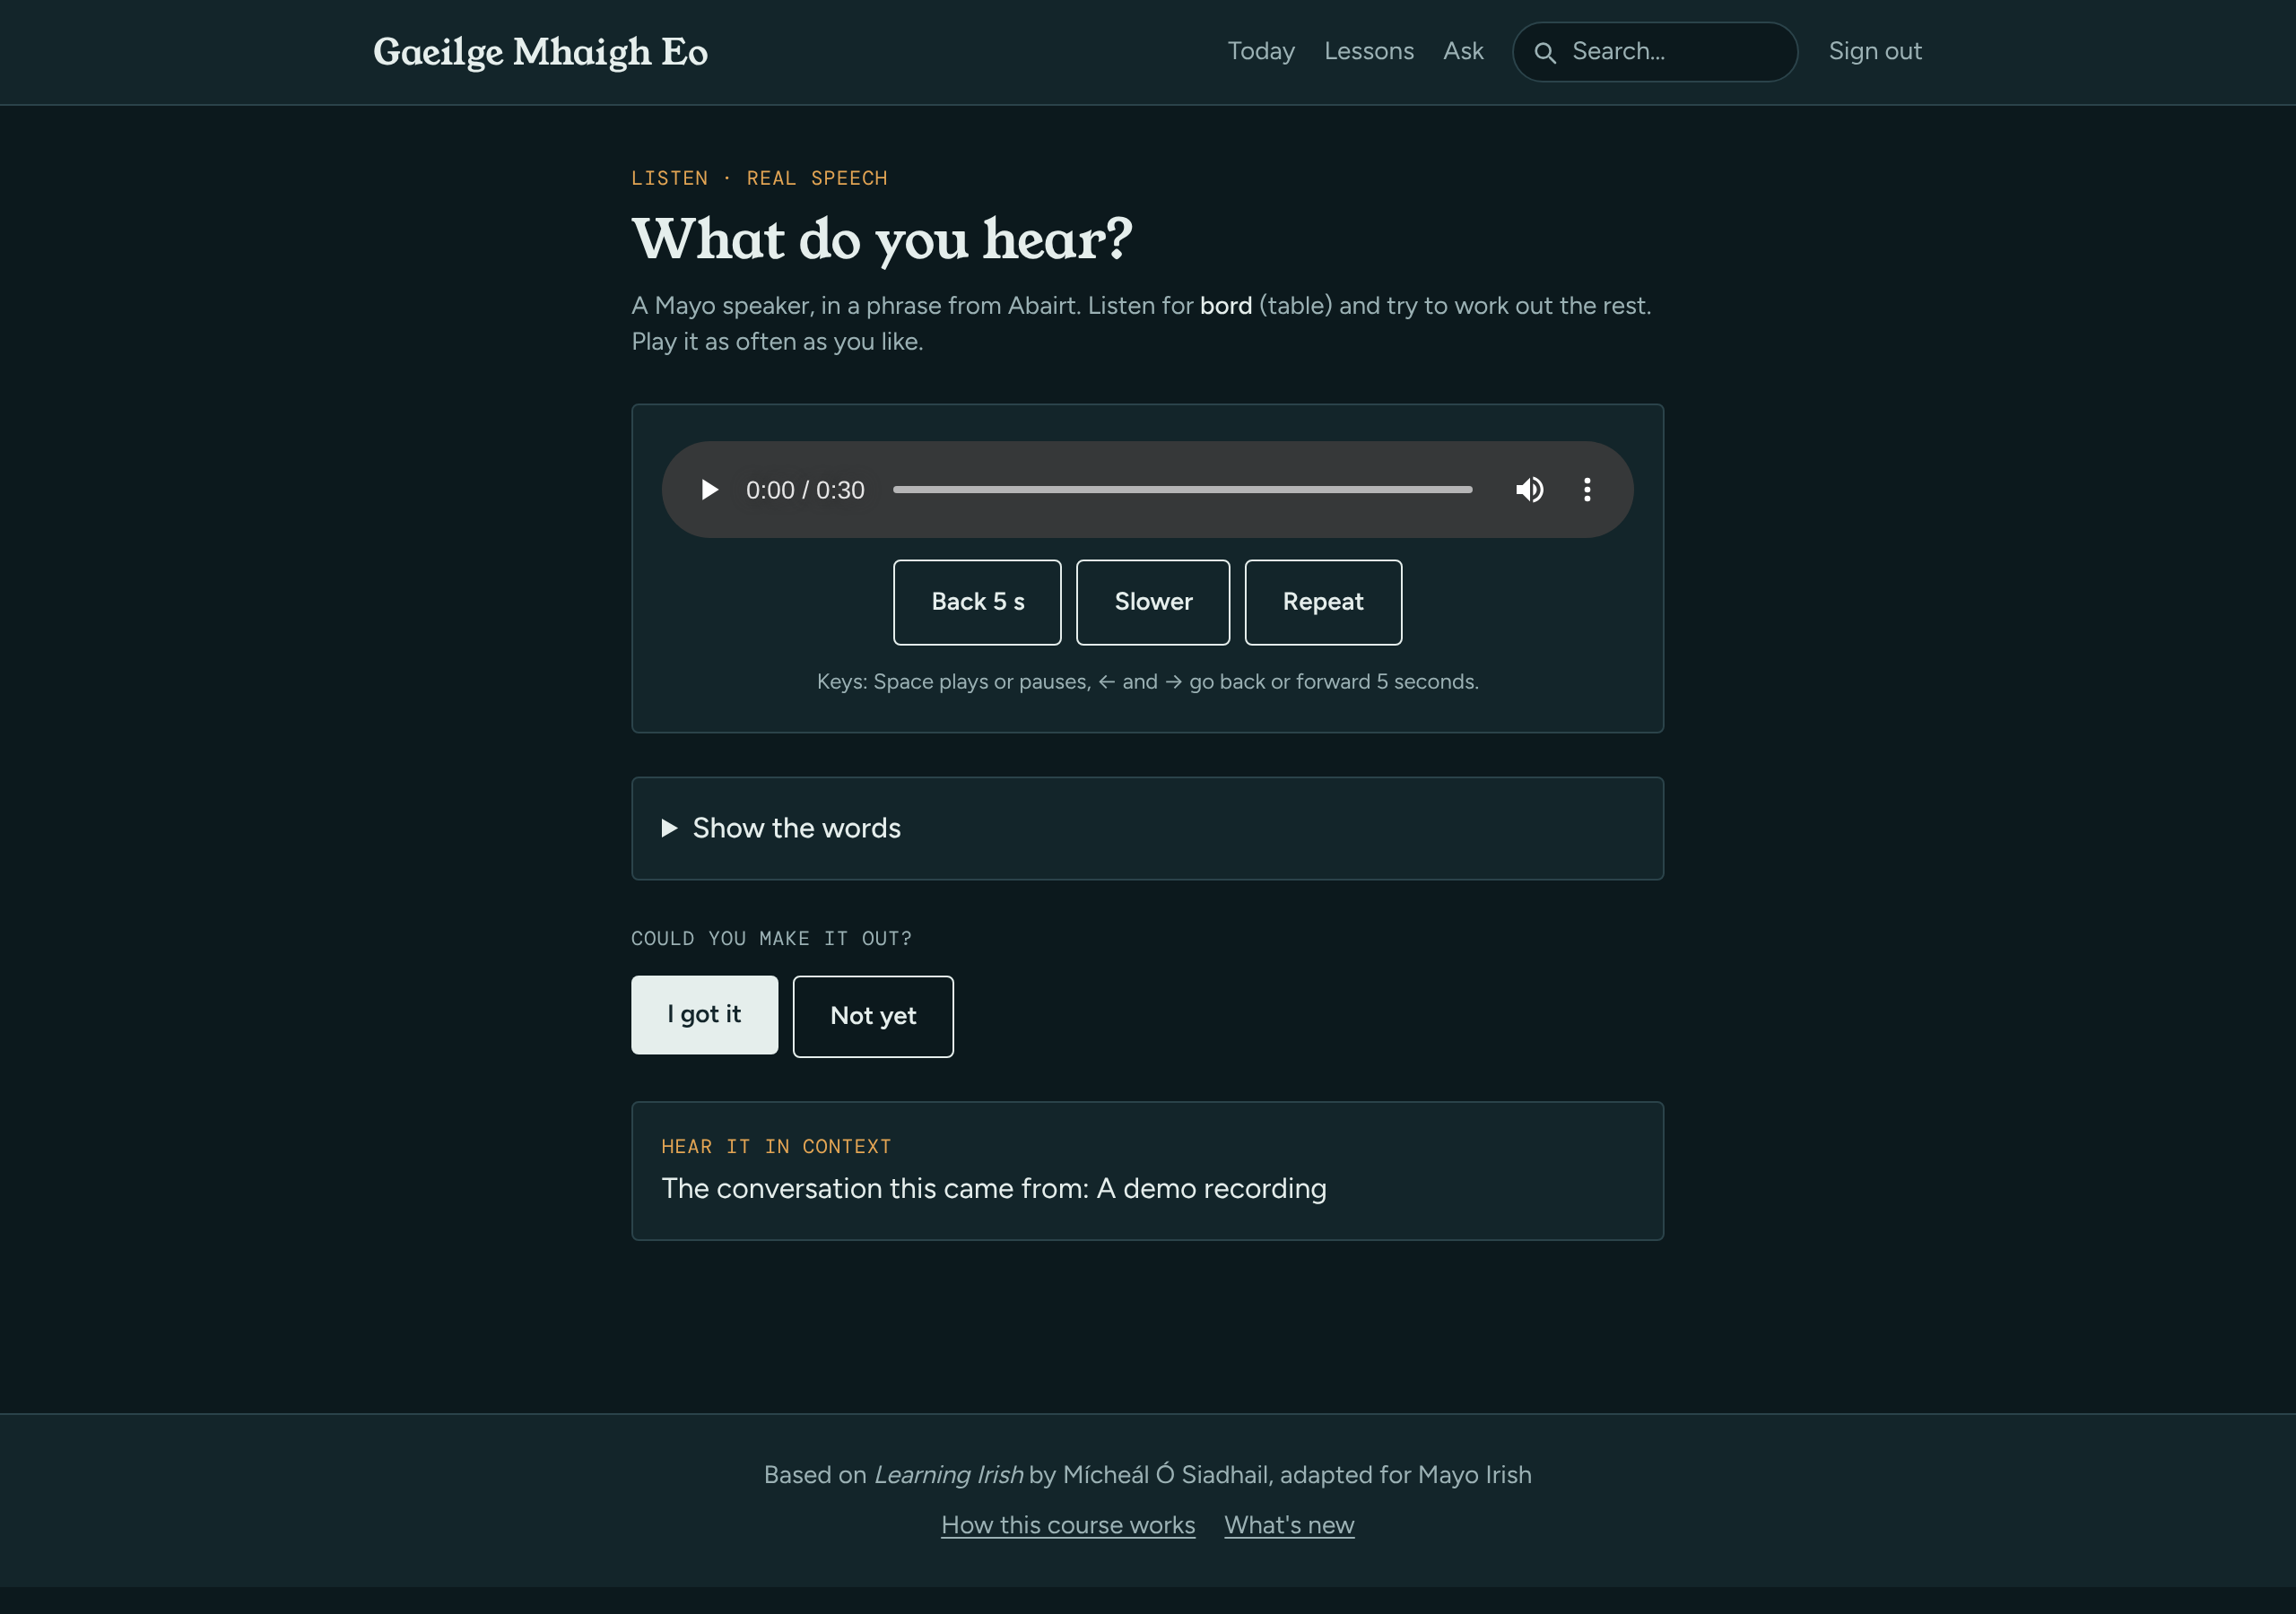 Gaeilge Mhaigh Eo
Today Lessons Ask Search... Sign out
LISTEN · REAL SPEECH
What do you hear?
A Mayo speaker, in a phrase from Abairt. Listen for bord (table) and try to work out the rest.
Play it as often as you like.
0:00 / 0:30
Back 5 s Slower Repeat
Keys: Space plays or pauses, ← and → go back or forward 5 seconds.
Show the words
COULD YOU MAKE IT OUT?
I got it Not yet
HEAR IT IN CONTEXT
The conversation this came from: A demo recording
Based on Learning Irish by Mícheál Ó Siadhail, adapted for Mayo Irish
How this course works What's new